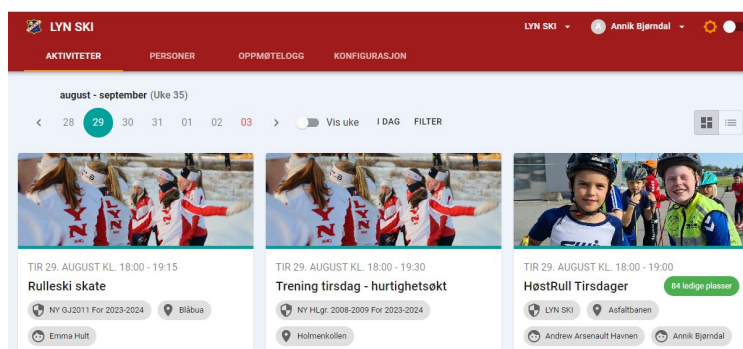 LYN SKI
LYN SKI
A Annik Bjørndal
AKTIVITETER PERSONER OPPMØTELOGG KONFIGURASJON
august - september (Uke 35)
28 29 30 31 01 02 03 Vis uke I DAG FILTER
LYN
LYN
TIR 29. AUGUST KL. 18:00 - 19:15
Rulleski skate
NY GJ2011 For 2023-2024 Blåbua
Emma Hult
TIR 29. AUGUST KL. 18:00 - 19:30
Trening tirsdag - hurtighetsøkt
NY HLgr. 2008-2009 For 2023-2024
Holmenkollen
TIR 29. AUGUST KL. 18:00 - 19:00
HøstRull Tirsdager 84 ledige plasser
LYN SKI Asfaltbanen
Andrew Arsenault Havnen Annik Bjørndal